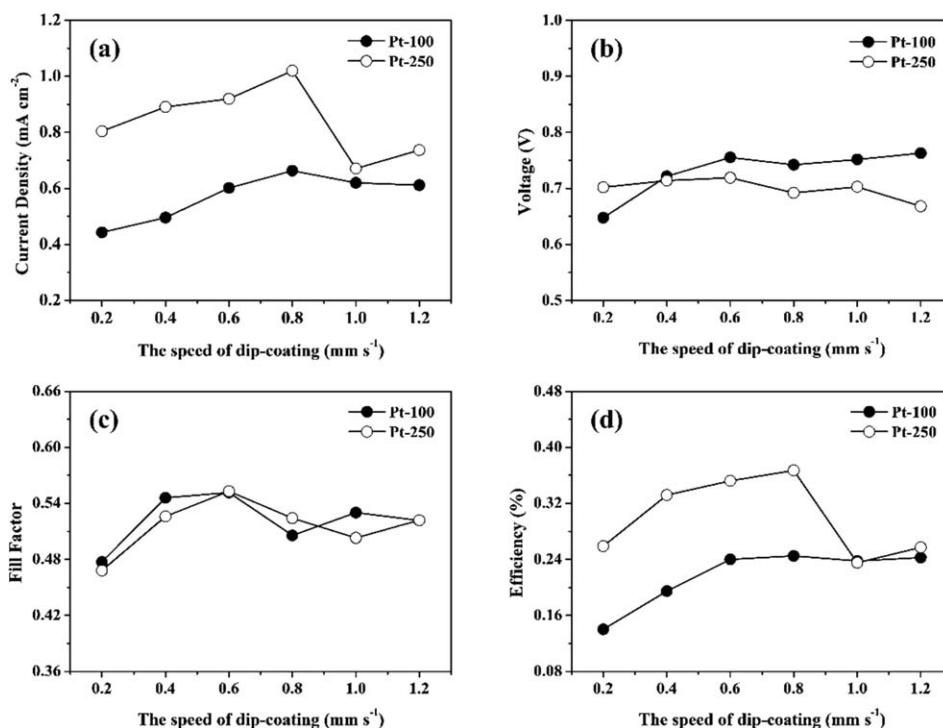 (a)
Pt-100
Pt-250
Current Density (mA cm⁻²)
1.2
1.0
0.8
0.6
0.4
0.2
0.2 0.4 0.6 0.8 1.0 1.2
The speed of dip-coating (mm s⁻¹)
(b)
Pt-100
Pt-250
Voltage (V)
1.0
0.9
0.8
0.7
0.6
0.5
0.2 0.4 0.6 0.8 1.0 1.2
The speed of dip-coating (mm s⁻¹)
(c)
Pt-100
Pt-250
Fill Factor
0.66
0.60
0.54
0.48
0.42
0.36
0.2 0.4 0.6 0.8 1.0 1.2
The speed of dip-coating (mm s⁻¹)
(d)
Pt-100
Pt-250
Efficiency (%)
0.48
0.40
0.32
0.24
0.16
0.08
0.2 0.4 0.6 0.8 1.0 1.2
The speed of dip-coating (mm s⁻¹)